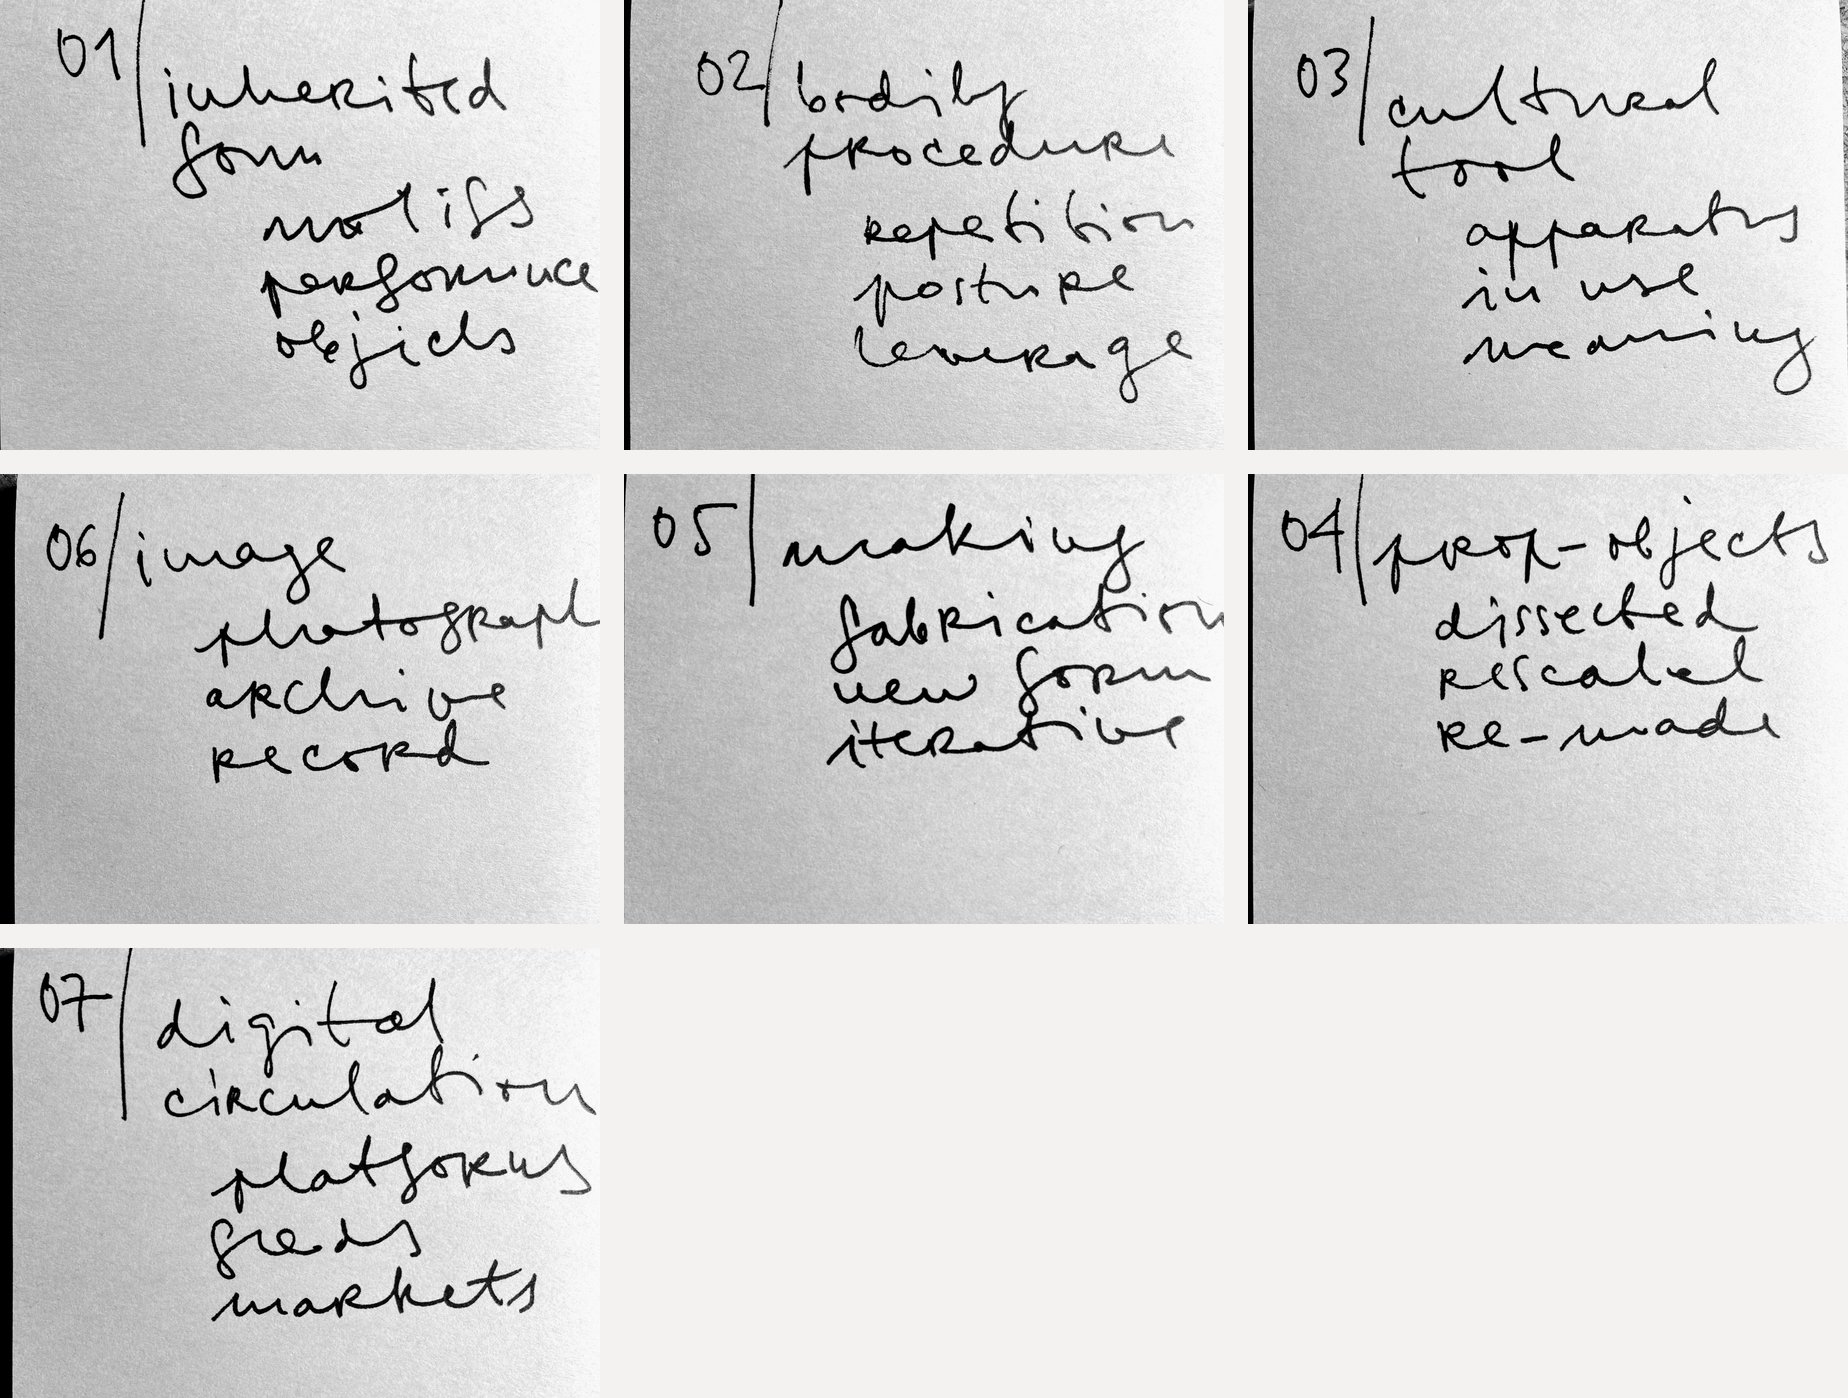 01/ inherited
form
motifs
performance
objects
02/ bodily
procedure
repetition
posture
leverage
03/ cultural
tool
apparatus
in use
meaning
06/ image
photograph
archive
record
05/ making
fabrication
new form
iterative
04/ prop-objects
dissected
rescaled
re-made
07/ digital
circulation
platforms
feeds
markets